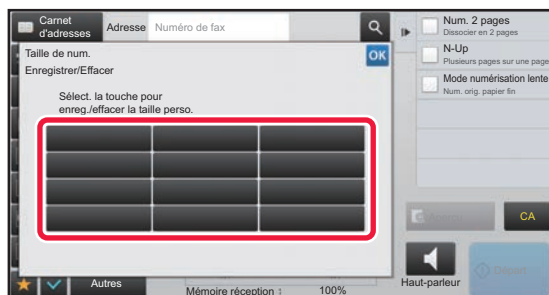 Carnet
d'adresses
Adresse
Numéro de fax
Taille de num.
OK
Enregistrer/Effacer
Sélect. la touche pour
enreg./effacer la taille perso.
Autres
Mémoire réception :
100%
Num. 2 pages
Dissocier en 2 pages
N-Up
Plusieurs pages sur une page
Mode numérisation lente
Num. orig. papier fin
CA
Haut-parleur
Départ